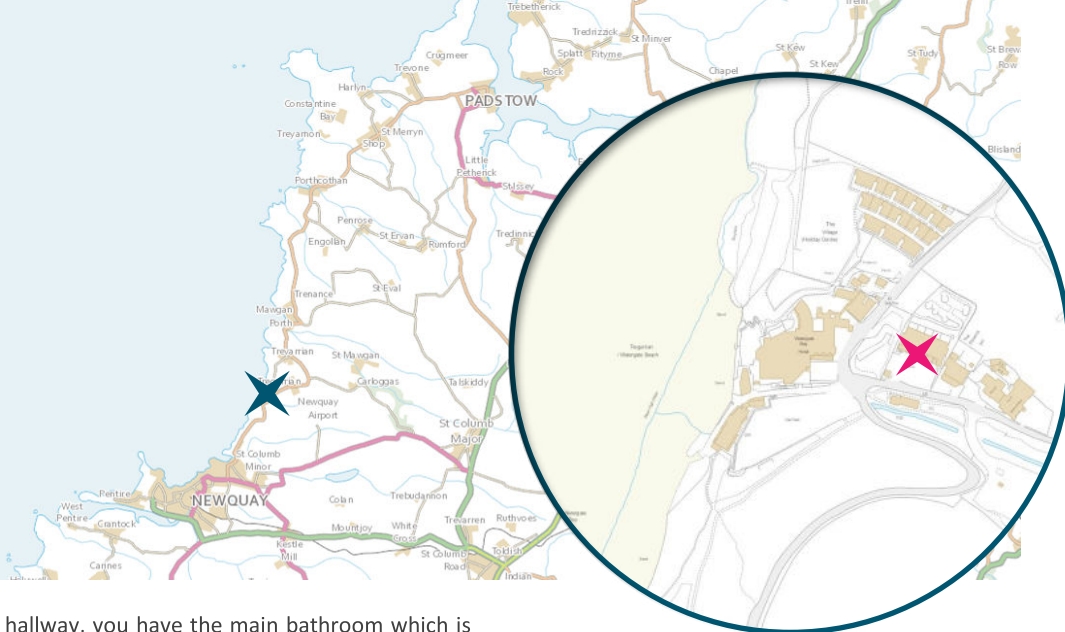 Trebetherick
Tredrizzick
St Minver
Splatt
Pityme
Rock
Chapel
St Kew
St Kew
St Tudy
St Brew
Row
Blisland
Crugmeer
Trevone
Harlyn
PADSTOW
Constantine
Bay
Treyarnon
St Merryn
Shop
Little
Petherick
St Issey
Porthcothan
Penrose
St Ervan
Engollan
Rumford
Tredinnic
Trenance
St Eval
Mawgan
Porth
Trevarrian
St Mawgan
Carloggas
Talskiddy
Newquay
Airport
St Columb
Major
St Columb
Minor
NEWQUAY
Pentire
West
Pentire
Crantock
Cannes
Colan
Trebudannon
Mountjoy
White
Cross
Trevarren
Ruthvoes
Kestle
Mill
St Columb
Road
Toldish
Indian
hallway, you have the main bathroom which is